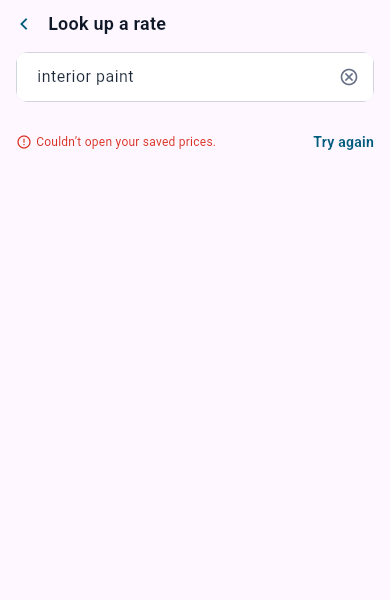 Look up a rate
interior paint
Couldn't open your saved prices.
Try again